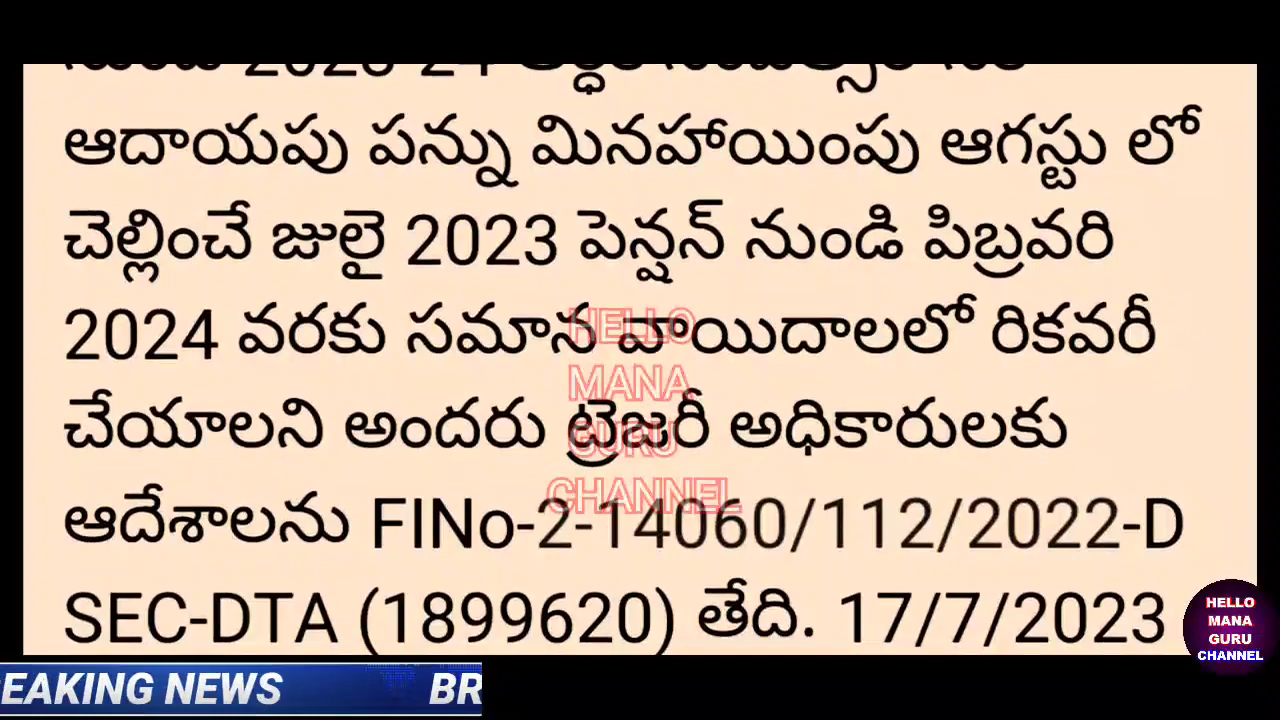 ఆదాయపు పన్ను మినహాయింపు ఆగస్టు లో
చెల్లించే జులై 2023 పెన్షన్ నుండి పిబ్రవరి
2024 వరకు సమాన వాయిదాలలో రికవరీ
చేయాలని అందరు ట్రెజరీ అధికారులకు
ఆదేశాలను FINo-2-14060/112/2022-D
SEC-DTA (1899620) తేది. 17/7/2023
HELLO
MANA
GURU
CHANNEL
HELLO
MANA
GURU
CHANNEL
EAKING NEWS BR